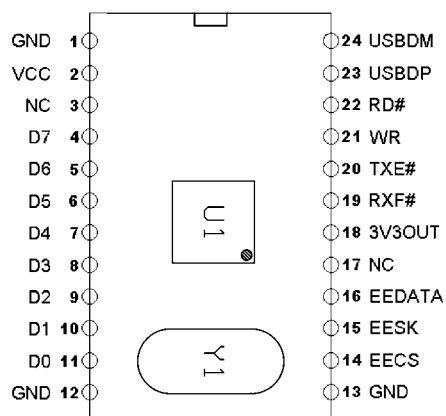 GND 1 24 USBDM
VCC 2 23 USBDP
NC 3 22 RD#
D7 4 21 WR
D6 5 20 TXE#
D5 6 19 RXF#
D4 7 18 3V3OUT
D3 8 17 NC
D2 9 16 EEDATA
D1 10 15 EESK
D0 11 14 EECS
GND 12 13 GND
U1
Y1